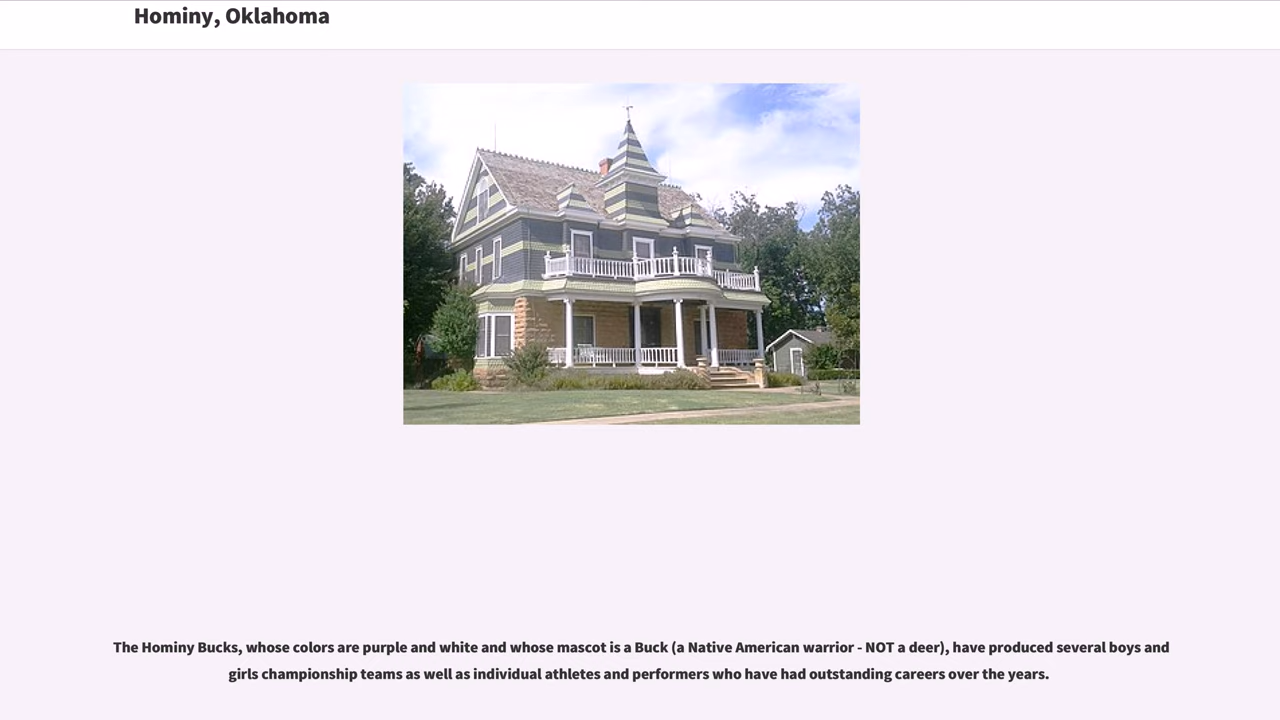 Hominy, Oklahoma
The Hominy Bucks, whose colors are purple and white and whose mascot is a Buck (a Native American warrior - NOT a deer), have produced several boys and
girls championship teams as well as individual athletes and performers who have had outstanding careers over the years.